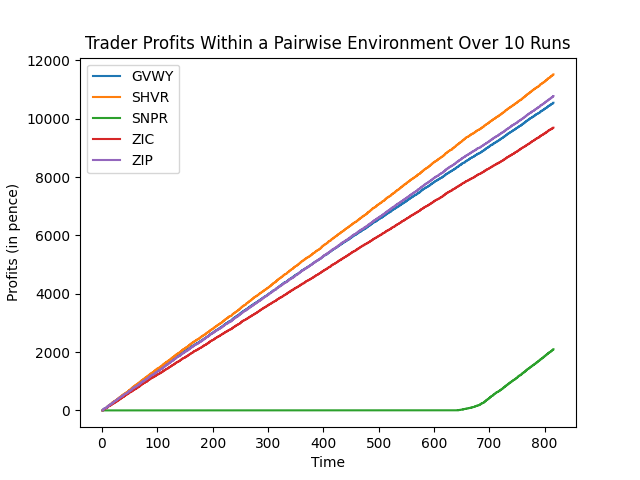 Trader Profits Within a Pairwise Environment Over 10 Runs
12000
10000
8000
6000
4000
2000
0
Profits (in pence)
GVWY
SHVR
SNPR
ZIC
ZIP
0 100 200 300 400 500 600 700 800
Time